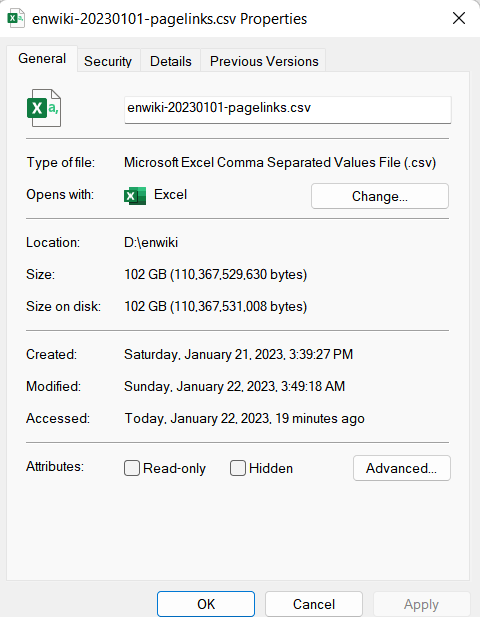 enwiki-20230101-pagelinks.csv Properties
General Security Details Previous Versions
enwiki-20230101-pagelinks.csv
Type of file: Microsoft Excel Comma Separated Values File (.csv)
Opens with: Excel Change...
Location: D:\enwiki
Size: 102 GB (110,367,529,630 bytes)
Size on disk: 102 GB (110,367,531,008 bytes)
Created: Saturday, January 21, 2023, 3:39:27 PM
Modified: Sunday, January 22, 2023, 3:49:18 AM
Accessed: Today, January 22, 2023, 19 minutes ago
Attributes: Read-only Hidden Advanced...
OK Cancel Apply